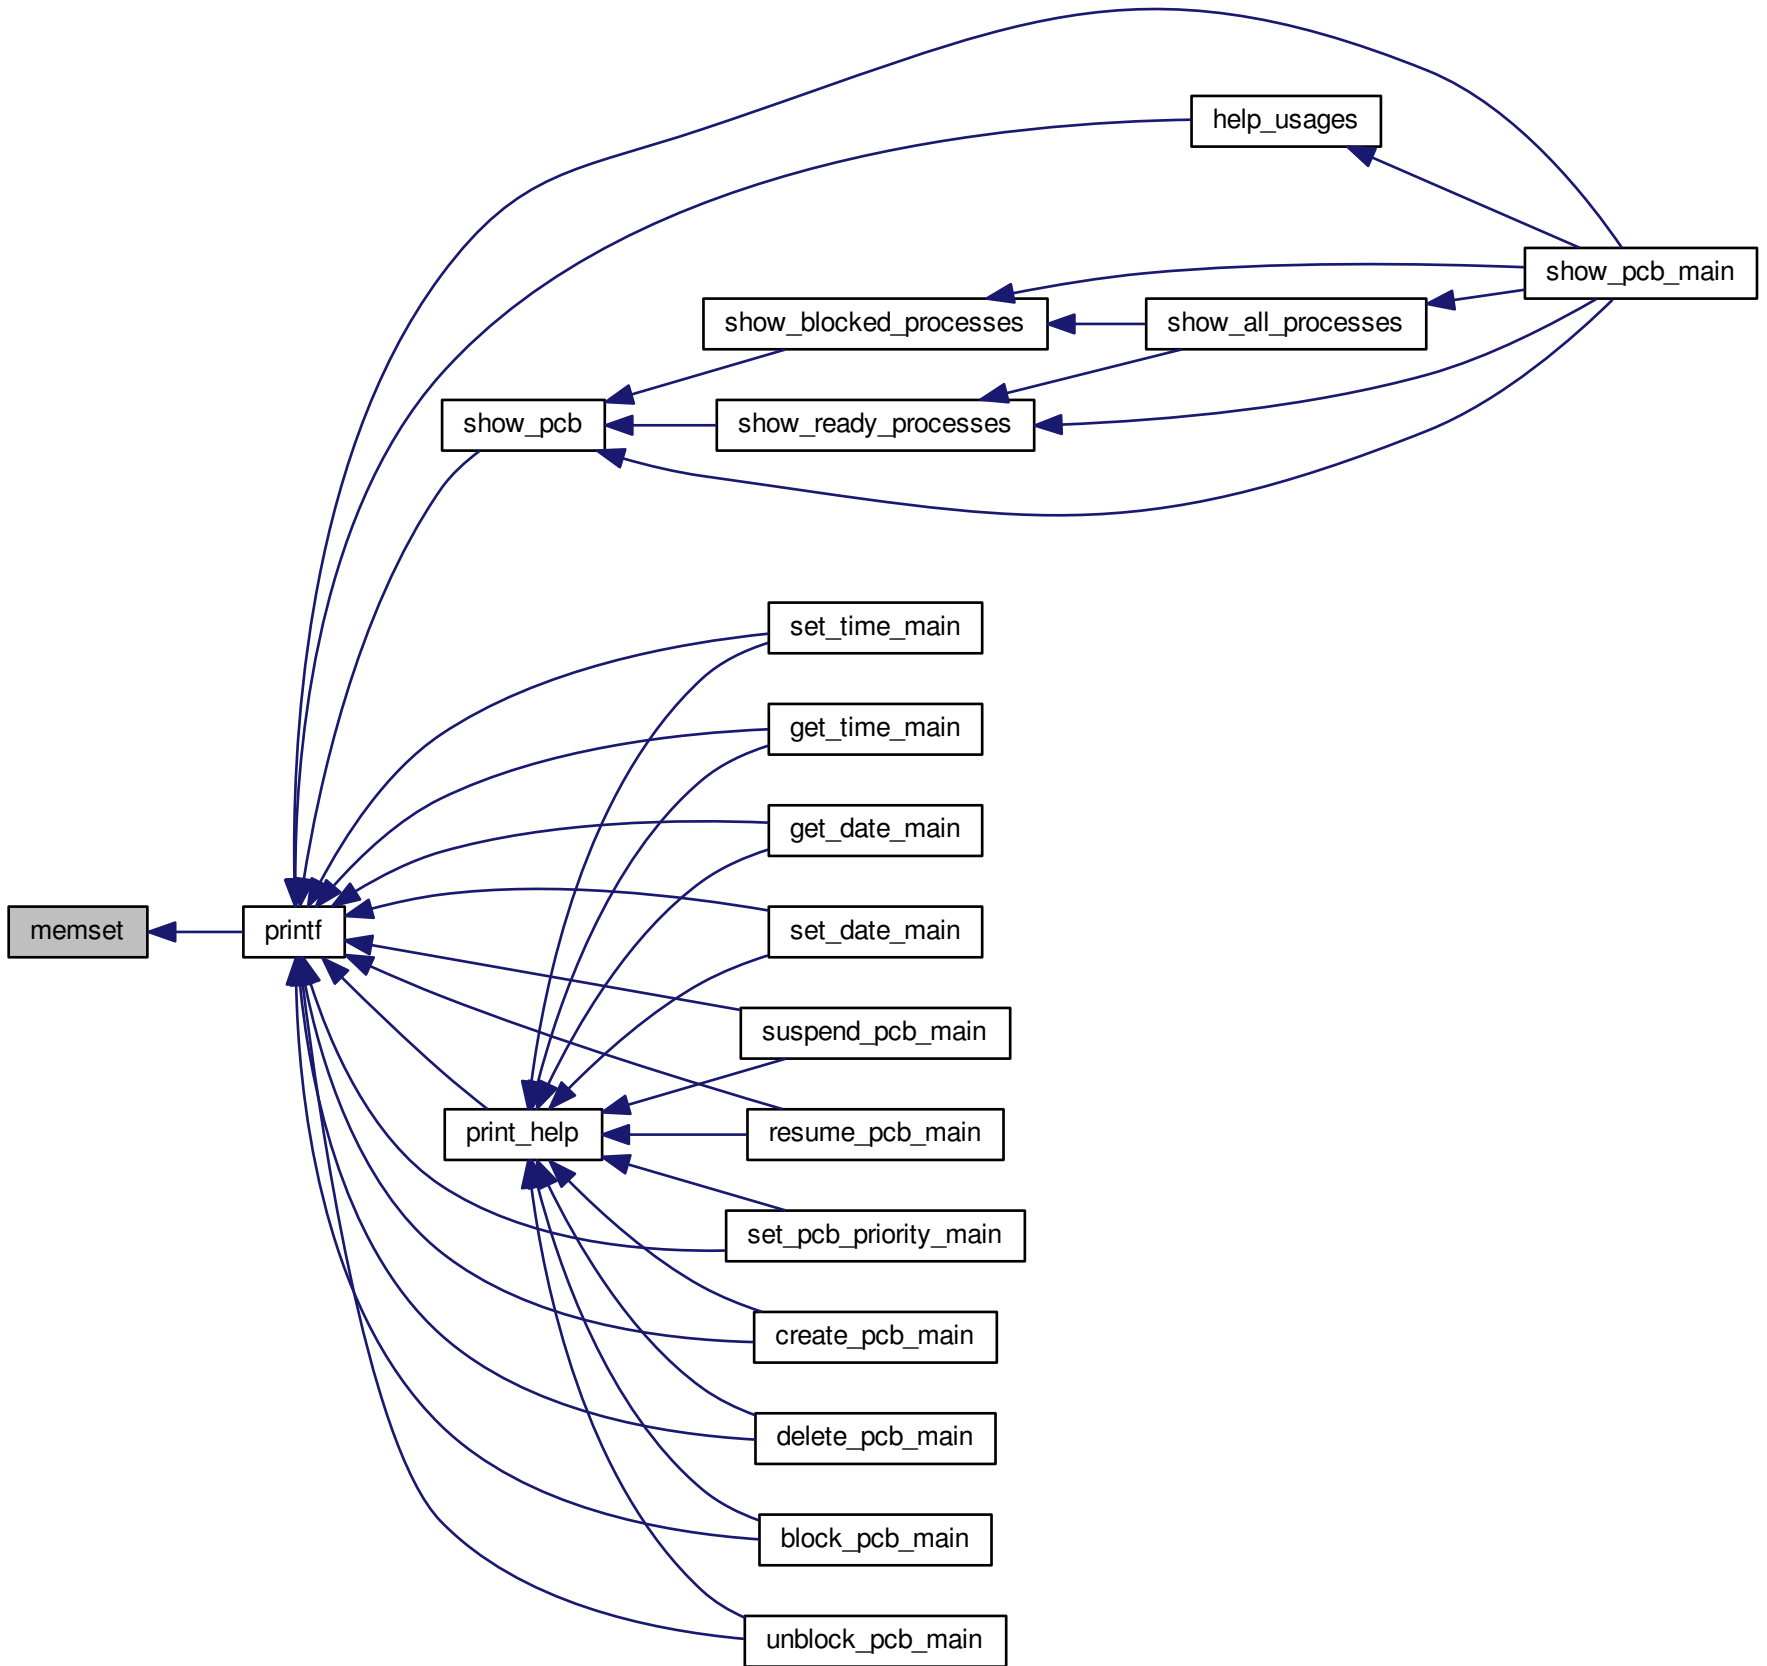 help_usages
show_pcb_main
show_blocked_processes
show_all_processes
show_pcb
show_ready_processes
set_time_main
get_time_main
get_date_main
memset
printf
set_date_main
suspend_pcb_main
print_help
resume_pcb_main
set_pcb_priority_main
create_pcb_main
delete_pcb_main
block_pcb_main
unblock_pcb_main